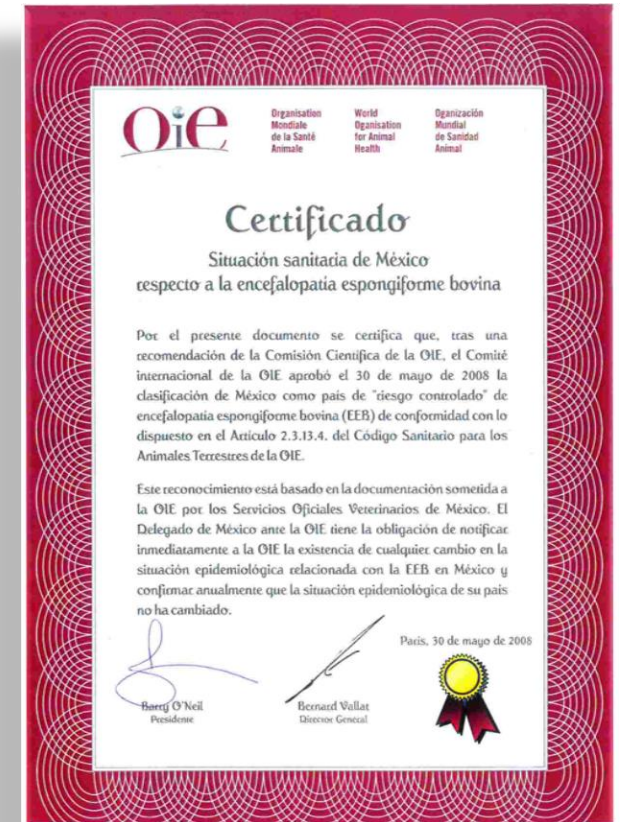 Oie
Organisation
Mondiale
de la Santé
Animale
World
Organisation
for Animal
Health
Organización
Mundial
de Sanidad
Animal
Certificado
Situación sanitaria de México
respecto a la encefalopatía espongiforme bovina
Por el presente documento se certifica que, tras una
recomendación de la Comisión Científica de la OIE, el Comité
internacional de la OIE aprobó el 30 de mayo de 2008 la
clasificación de México como país de "riesgo controlado" de
encefalopatía espongiforme bovina (EEB) de conformidad con lo
dispuesto en el Artículo 2.3.13.4. del Código Sanitario para los
Animales Terrestres de la OIE.
Este reconocimiento está basado en la documentación sometida a
la OIE por los Servicios Oficiales Veterinarios de México. El
Delegado de México ante la OIE tiene la obligación de notificar
inmediatamente a la OIE la existencia de cualquier cambio en la
situación epidemiológica relacionada con la EEB en México y
confirmar anualmente que la situación epidemiológica de su país
no ha cambiado.
París, 30 de mayo de 2008
Barry O'Neil
Presidente
Bernard Vallat
Director General